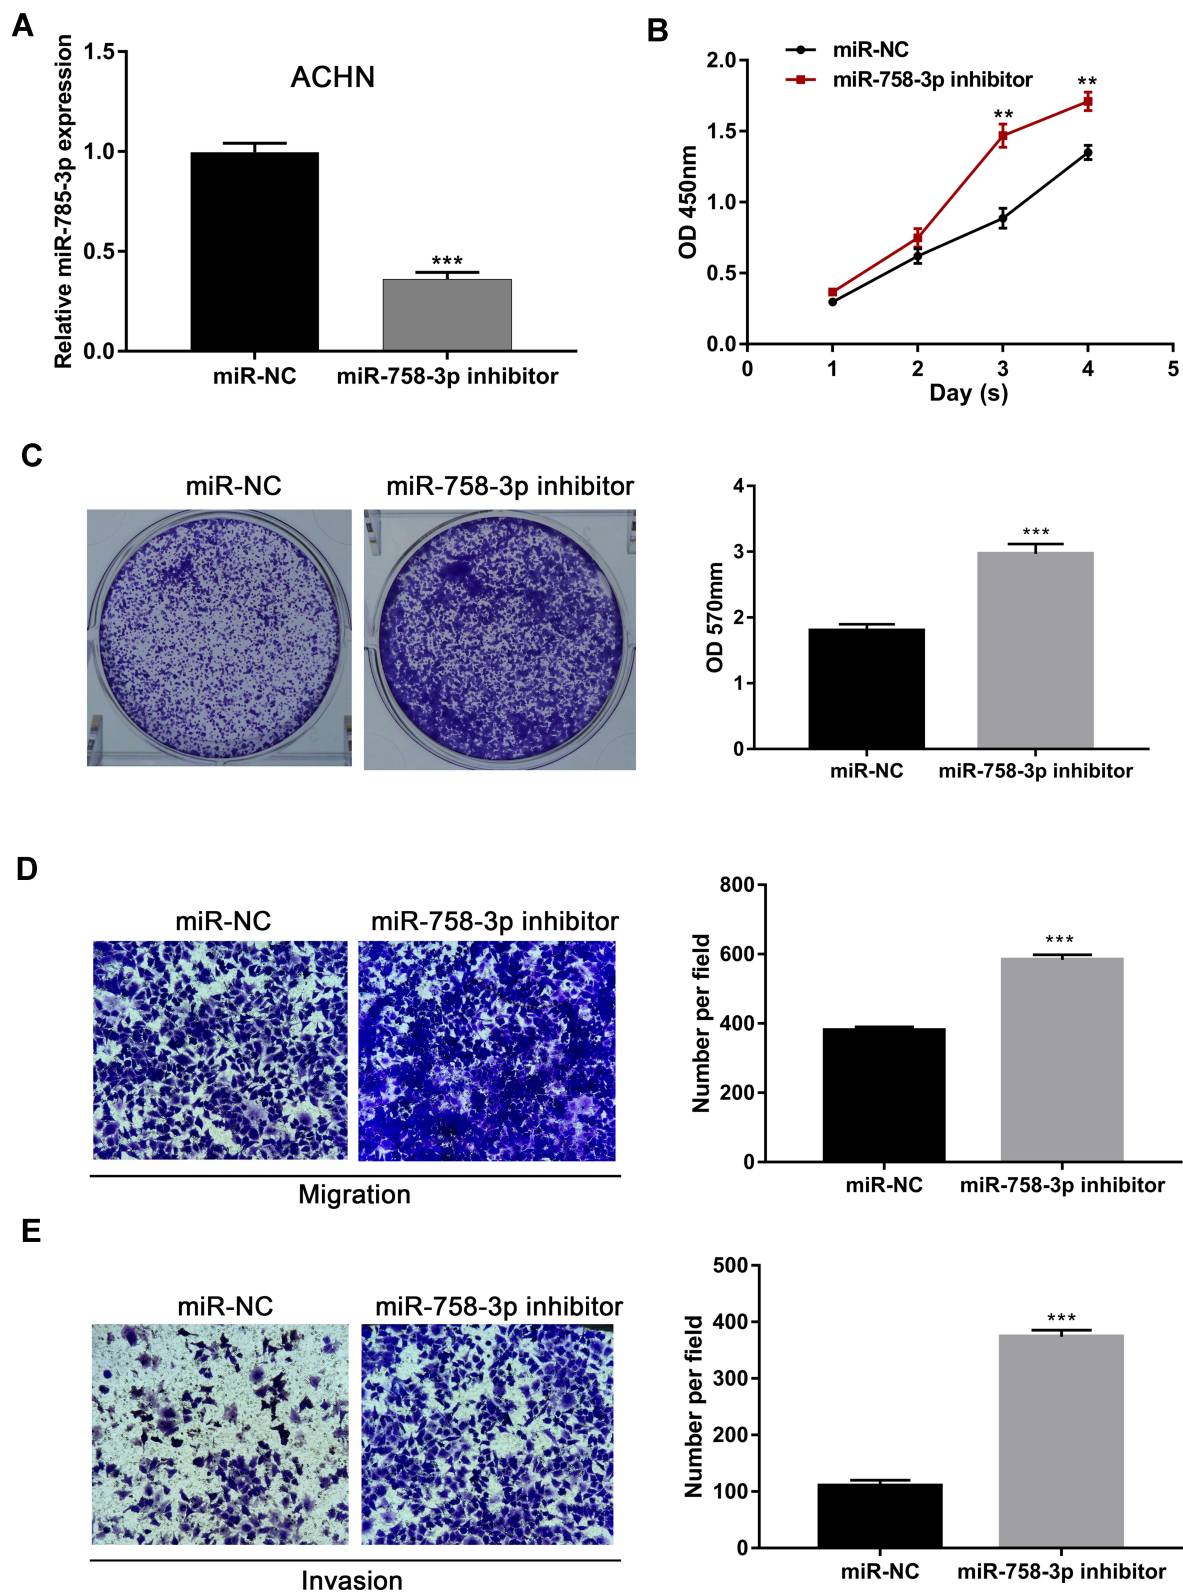 A
Relative miR-785-3p expression
1.5
1.0
0.5
0.0
ACHN
***
miR-NC
miR-758-3p inhibitor
B
miR-NC
miR-758-3p inhibitor
OD 450nm
2.0
1.5
1.0
0.5
0.0
**
**
0 1 2 3 4 5
Day (s)
C
miR-NC
miR-758-3p inhibitor
OD 570mm
4
3
2
1
0
***
miR-NC
miR-758-3p inhibitor
D
miR-NC
miR-758-3p inhibitor
Migration
Number per field
800
600
400
200
0
***
miR-NC
miR-758-3p inhibitor
E
miR-NC
miR-758-3p inhibitor
Invasion
Number per field
500
400
300
200
100
0
***
miR-NC
miR-758-3p inhibitor